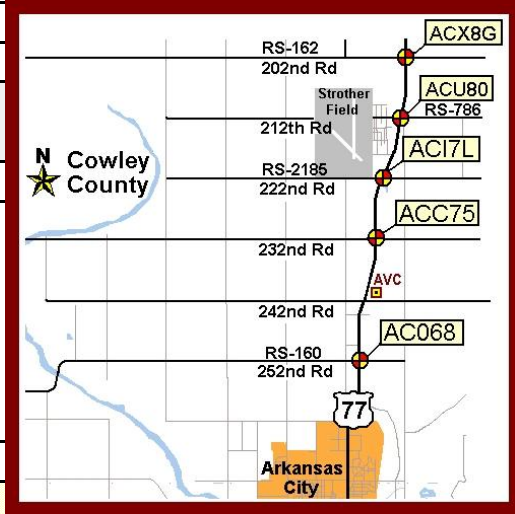 ACX8G
RS-162
202nd Rd
Strother
Field
ACU80
RS-786
212th Rd
ACI7L
RS-2185
222nd Rd
N
Cowley
County
ACC75
232nd Rd
AVC
242nd Rd
AC068
RS-160
252nd Rd
77
Arkansas
City